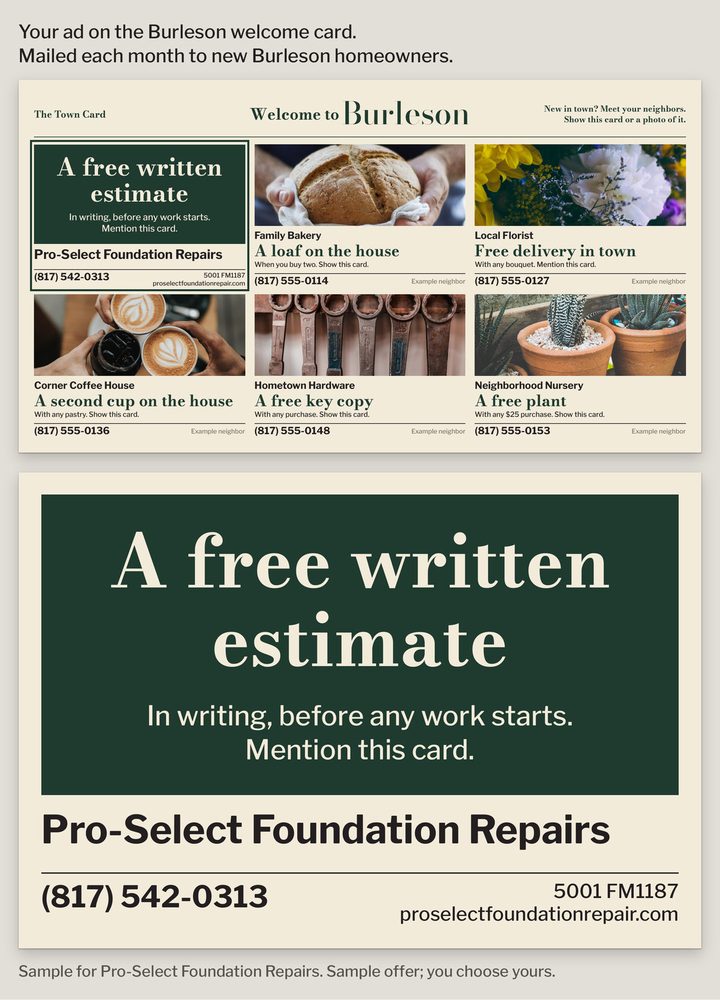 Your ad on the Burleson welcome card.
Mailed each month to new Burleson homeowners.
The Town Card
Welcome to Burleson
New in town? Meet your neighbors.
Show this card or a photo of it.
A free written
estimate
In writing, before any work starts.
Mention this card.
Pro-Select Foundation Repairs
(817) 542-0313
5001 FM1187
proselectfoundationrepair.com
Family Bakery
A loaf on the house
When you buy two. Show this card.
(817) 555-0114
Example neighbor
Local Florist
Free delivery in town
With any bouquet. Mention this card.
(817) 555-0127
Example neighbor
Corner Coffee House
A second cup on the house
With any pastry. Show this card.
(817) 555-0136
Example neighbor
Hometown Hardware
A free key copy
With any purchase. Show this card.
(817) 555-0148
Example neighbor
Neighborhood Nursery
A free plant
With any $25 purchase. Show this card.
(817) 555-0153
Example neighbor
A free written
estimate
In writing, before any work starts.
Mention this card.
Pro-Select Foundation Repairs
(817) 542-0313
5001 FM1187
proselectfoundationrepair.com
Sample for Pro-Select Foundation Repairs. Sample offer; you choose yours.